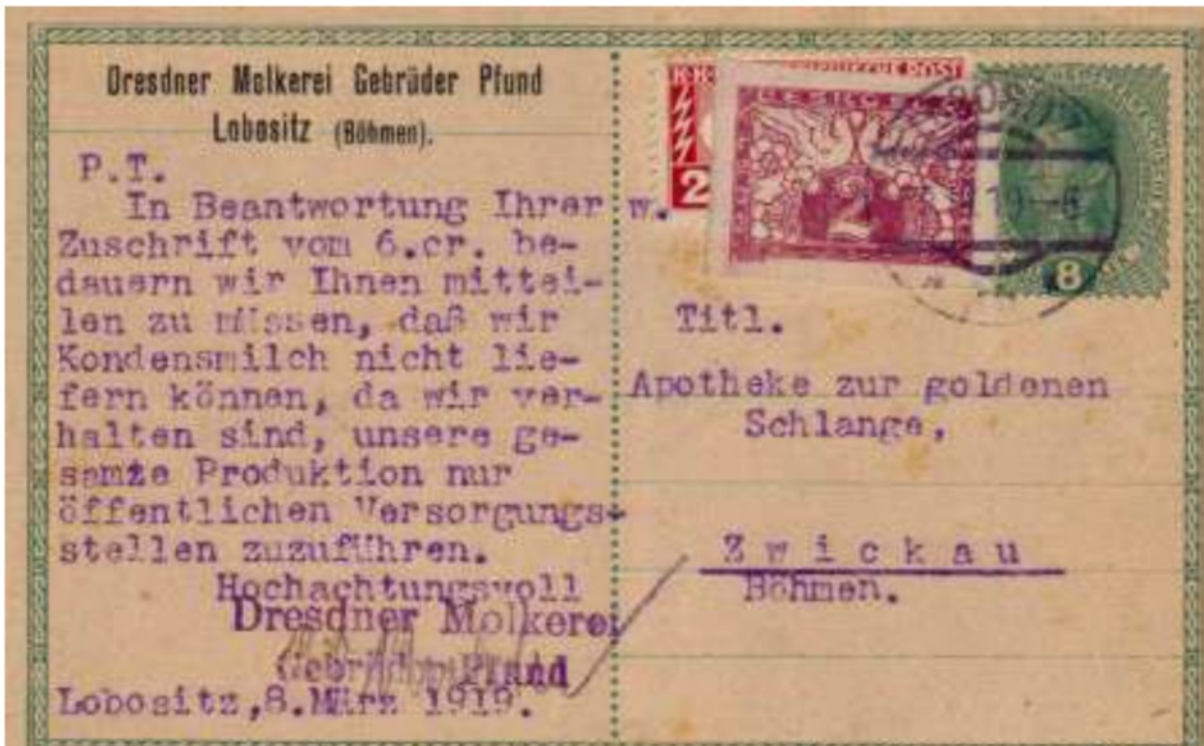 Dresdner Molkerei Gebrüder Pfund
Lobositz (Böhmen).
P.T.
In Beantwortung Ihrer w.
Zuschrift vom 6.cr. be-
dauern wir Ihnen mittei-
len zu müssen, daß wir
Kondensmilch nicht lie-
fern können, da wir ver-
halten sind, unsere ge-
samte Produktion nur
öffentlichen Versorgungs-
stellen zuzuführen.
Hochachtungsvoll
Dresdner Molkerei
Gebrüder Pfund
Lobositz, 8. März 1919.
2
2
8
Titl.
Apotheke zur goldenen
Schlange,
Zwickau
Böhmen.